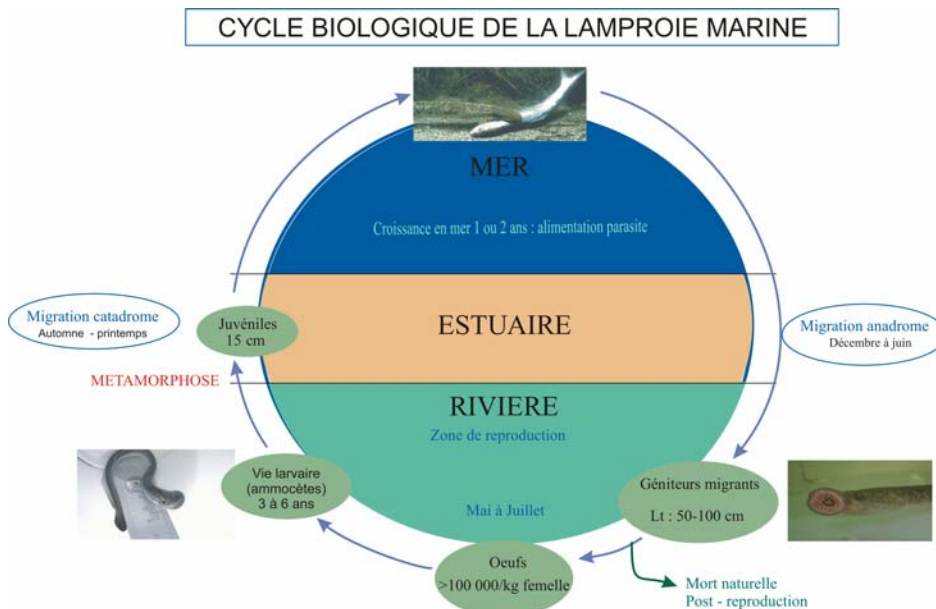 CYCLE BIOLOGIQUE DE LA LAMPROIE MARINE
MER
Croissance en mer 1 ou 2 ans : alimentation parasite
Migration catadrome
Automne - printemps
Juvéniles
15 cm
ESTUAIRE
Migration anadrome
Décembre à juin
METAMORPHOSE
RIVIERE
Zone de reproduction
Vie larvaire
(ammocètes)
3 à 6 ans
Mai à Juillet
Géniteurs migrants
Lt : 50-100 cm
Oeufs
>100 000/kg femelle
Mort naturelle
Post - reproduction